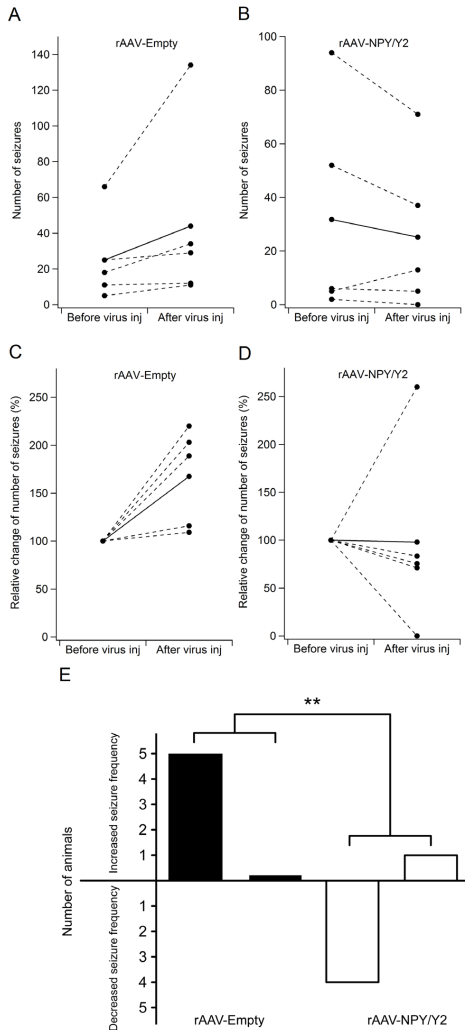 A
rAAV-Empty
Number of seizures
140
120
100
80
60
40
20
0
Before virus inj
After virus inj
B
rAAV-NPY/Y2
Number of seizures
100
80
60
40
20
0
Before virus inj
After virus inj
C
rAAV-Empty
Relative change of number of seizures (%)
250
200
150
100
50
0
Before virus inj
After virus inj
D
rAAV-NPY/Y2
Relative change of number of seizures (%)
250
200
150
100
50
0
Before virus inj
After virus inj
E
**
Number of animals
Increased seizure frequency
Decreased seizure frequency
5
4
3
2
1
1
2
3
4
5
rAAV-Empty
rAAV-NPY/Y2